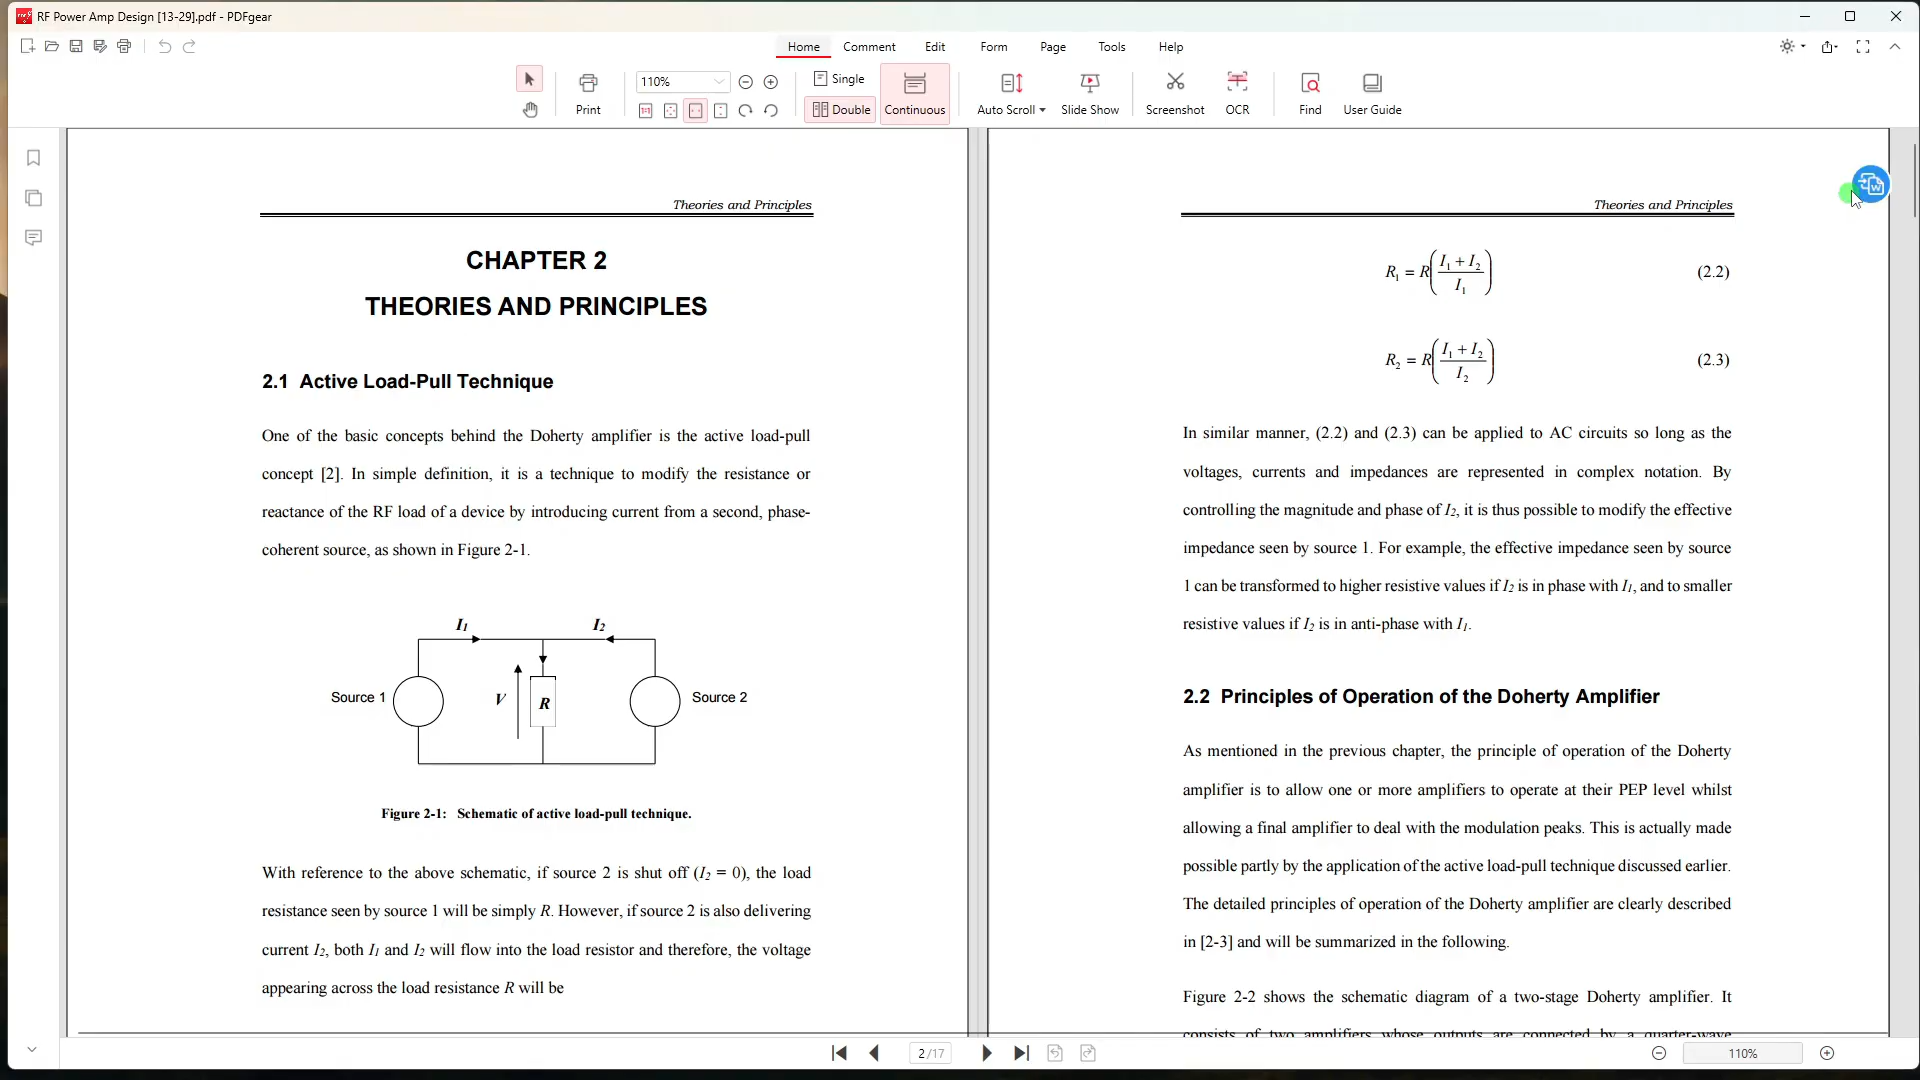 RF Power Amp Design [13-29].pdf - PDFgear
Home Comment Edit Form Page Tools Help
Print
110%
Single
Double
Continuous
Auto Scroll
Slide Show
Screenshot
OCR
Find
User Guide
Theories and Principles
CHAPTER 2
THEORIES AND PRINCIPLES
2.1 Active Load-Pull Technique
One of the basic concepts behind the Doherty amplifier is the active load-pull
concept [2]. In simple definition, it is a technique to modify the resistance or
reactance of the RF load of a device by introducing current from a second, phase-
coherent source, as shown in Figure 2-1.
I1 I2
Source 1 V R Source 2
Figure 2-1: Schematic of active load-pull technique.
With reference to the above schematic, if source 2 is shut off (I2 = 0), the load
resistance seen by source 1 will be simply R. However, if source 2 is also delivering
current I2, both I1 and I2 will flow into the load resistor and therefore, the voltage
appearing across the load resistance R will be
Theories and Principles
R1 = R((I1 + I2)/I1) (2.2)
R2 = R((I1 + I2)/I2) (2.3)
In similar manner, (2.2) and (2.3) can be applied to AC circuits so long as the
voltages, currents and impedances are represented in complex notation. By
controlling the magnitude and phase of I2, it is thus possible to modify the effective
impedance seen by source 1. For example, the effective impedance seen by source
1 can be transformed to higher resistive values if I2 is in phase with I1, and to smaller
resistive values if I2 is in anti-phase with I1.
2.2 Principles of Operation of the Doherty Amplifier
As mentioned in the previous chapter, the principle of operation of the Doherty
amplifier is to allow one or more amplifiers to operate at their PEP level whilst
allowing a final amplifier to deal with the modulation peaks. This is actually made
possible partly by the application of the active load-pull technique discussed earlier.
The detailed principles of operation of the Doherty amplifier are clearly described
in [2-3] and will be summarized in the following.
Figure 2-2 shows the schematic diagram of a two-stage Doherty amplifier. It
consists of two amplifiers whose outputs are connected by a quarter-wave
2 /17
110%